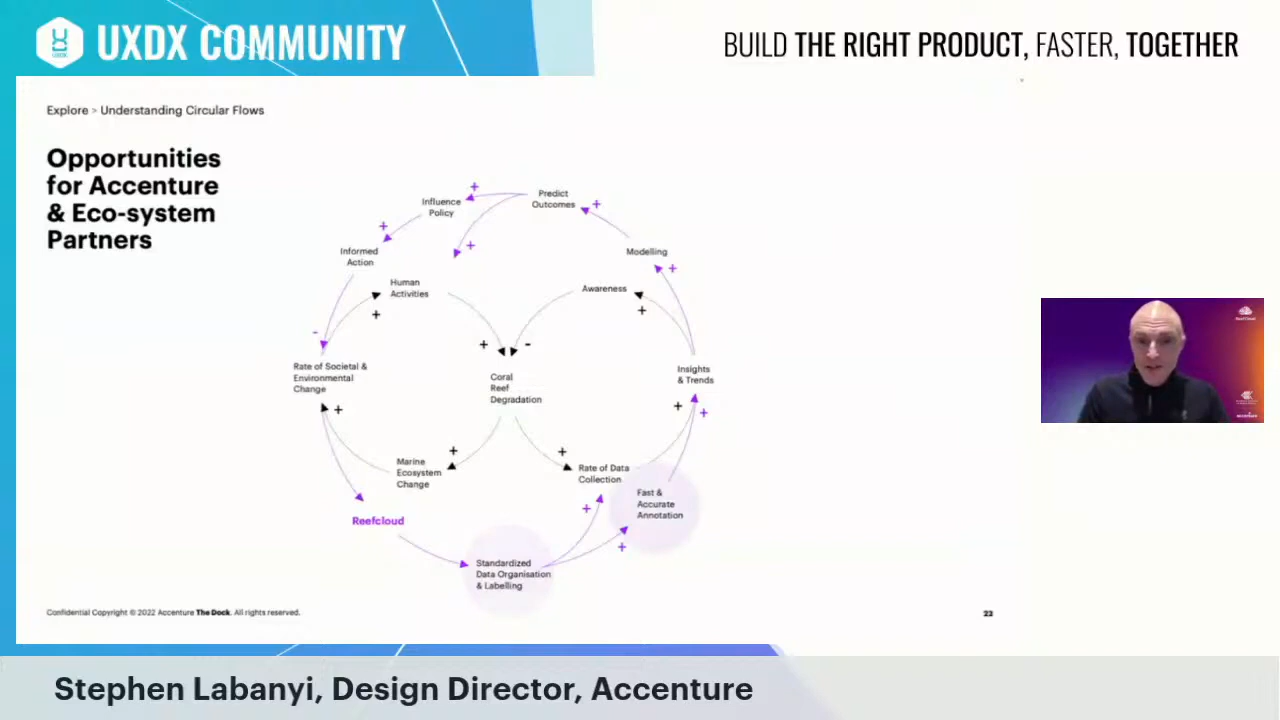 UXDX COMMUNITY
BUILD THE RIGHT PRODUCT, FASTER, TOGETHER
Explore > Understanding Circular Flows
Opportunities
for Accenture
& Eco-system
Partners
Predict
Outcomes
+
+
Influence
Policy
+
+
Informed
Action
Modelling
+
Human
Activities
Awareness
+
+
-
+
-
Rate of Societal &
Environmental
Change
Coral
Reef
Degradation
Insights
& Trends
+
+
+
+
+
Marine
Ecosystem
Change
Rate of Data
Collection
Fast &
Accurate
Annotation
+
+
Reefcloud
Standardized
Data Organisation
& Labelling
Confidential Copyright © 2022 Accenture The Dock. All rights reserved.
22
Stephen Labanyi, Design Director, Accenture